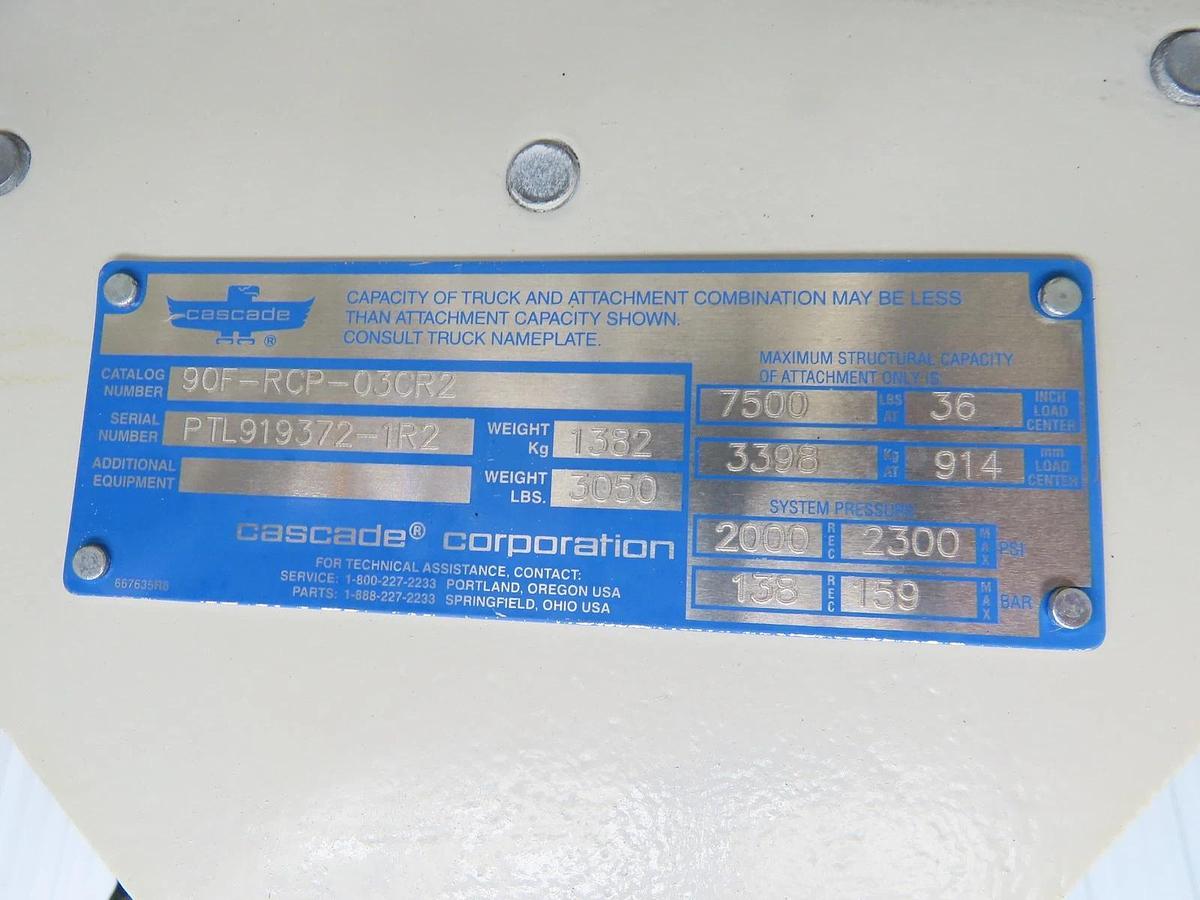 cascade ®
CAPACITY OF TRUCK AND ATTACHMENT COMBINATION MAY BE LESS
THAN ATTACHMENT CAPACITY SHOWN.
CONSULT TRUCK NAMEPLATE.
CATALOG NUMBER 90F-RCP-03CR2
SERIAL NUMBER PTL919372-1R2
WEIGHT Kg 1382
ADDITIONAL EQUIPMENT
WEIGHT LBS. 3050
MAXIMUM STRUCTURAL CAPACITY
OF ATTACHMENT ONLY IS
7500 LBS AT 36 INCH LOAD CENTER
3398 Kg AT 914 mm LOAD CENTER
SYSTEM PRESSURE
2000 REC 2300 MAX PSI
138 REC 159 MAX BAR
cascade® corporation
FOR TECHNICAL ASSISTANCE, CONTACT:
SERVICE: 1-800-227-2233 PORTLAND, OREGON USA
PARTS: 1-888-227-2233 SPRINGFIELD, OHIO USA
667635R8